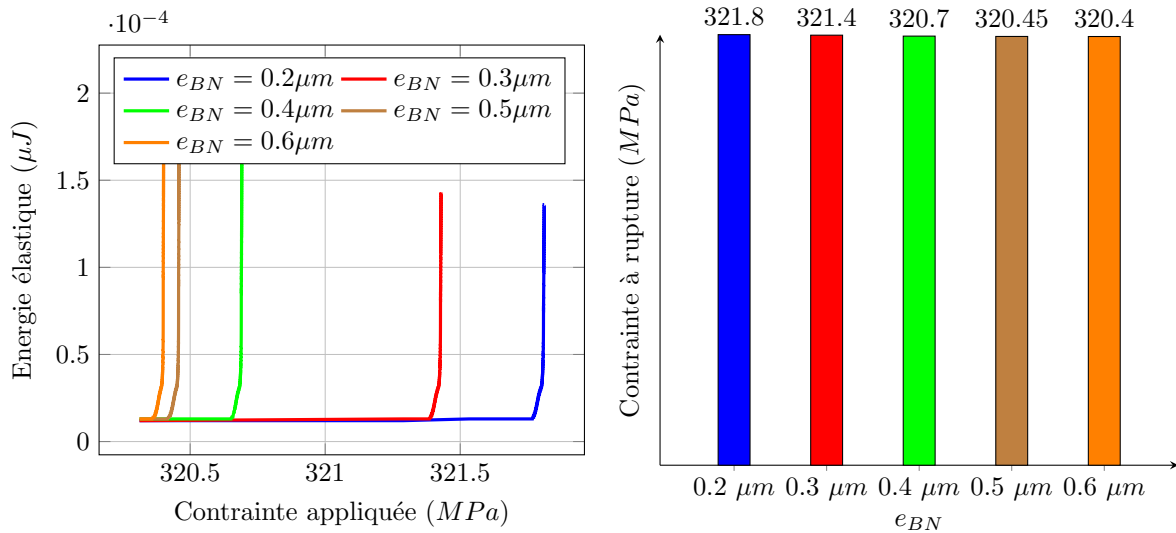 ·10⁻⁴
2
1.5
1
0.5
0
Energie élastique (μJ)
e_BN = 0.2μm
e_BN = 0.3μm
e_BN = 0.4μm
e_BN = 0.5μm
e_BN = 0.6μm
320.5
321
321.5
Contrainte appliquée (MPa)
321.8
321.4
320.7
320.45
320.4
Contrainte à rupture (MPa)
0.2 μm
0.3 μm
0.4 μm
0.5 μm
0.6 μm
e_BN